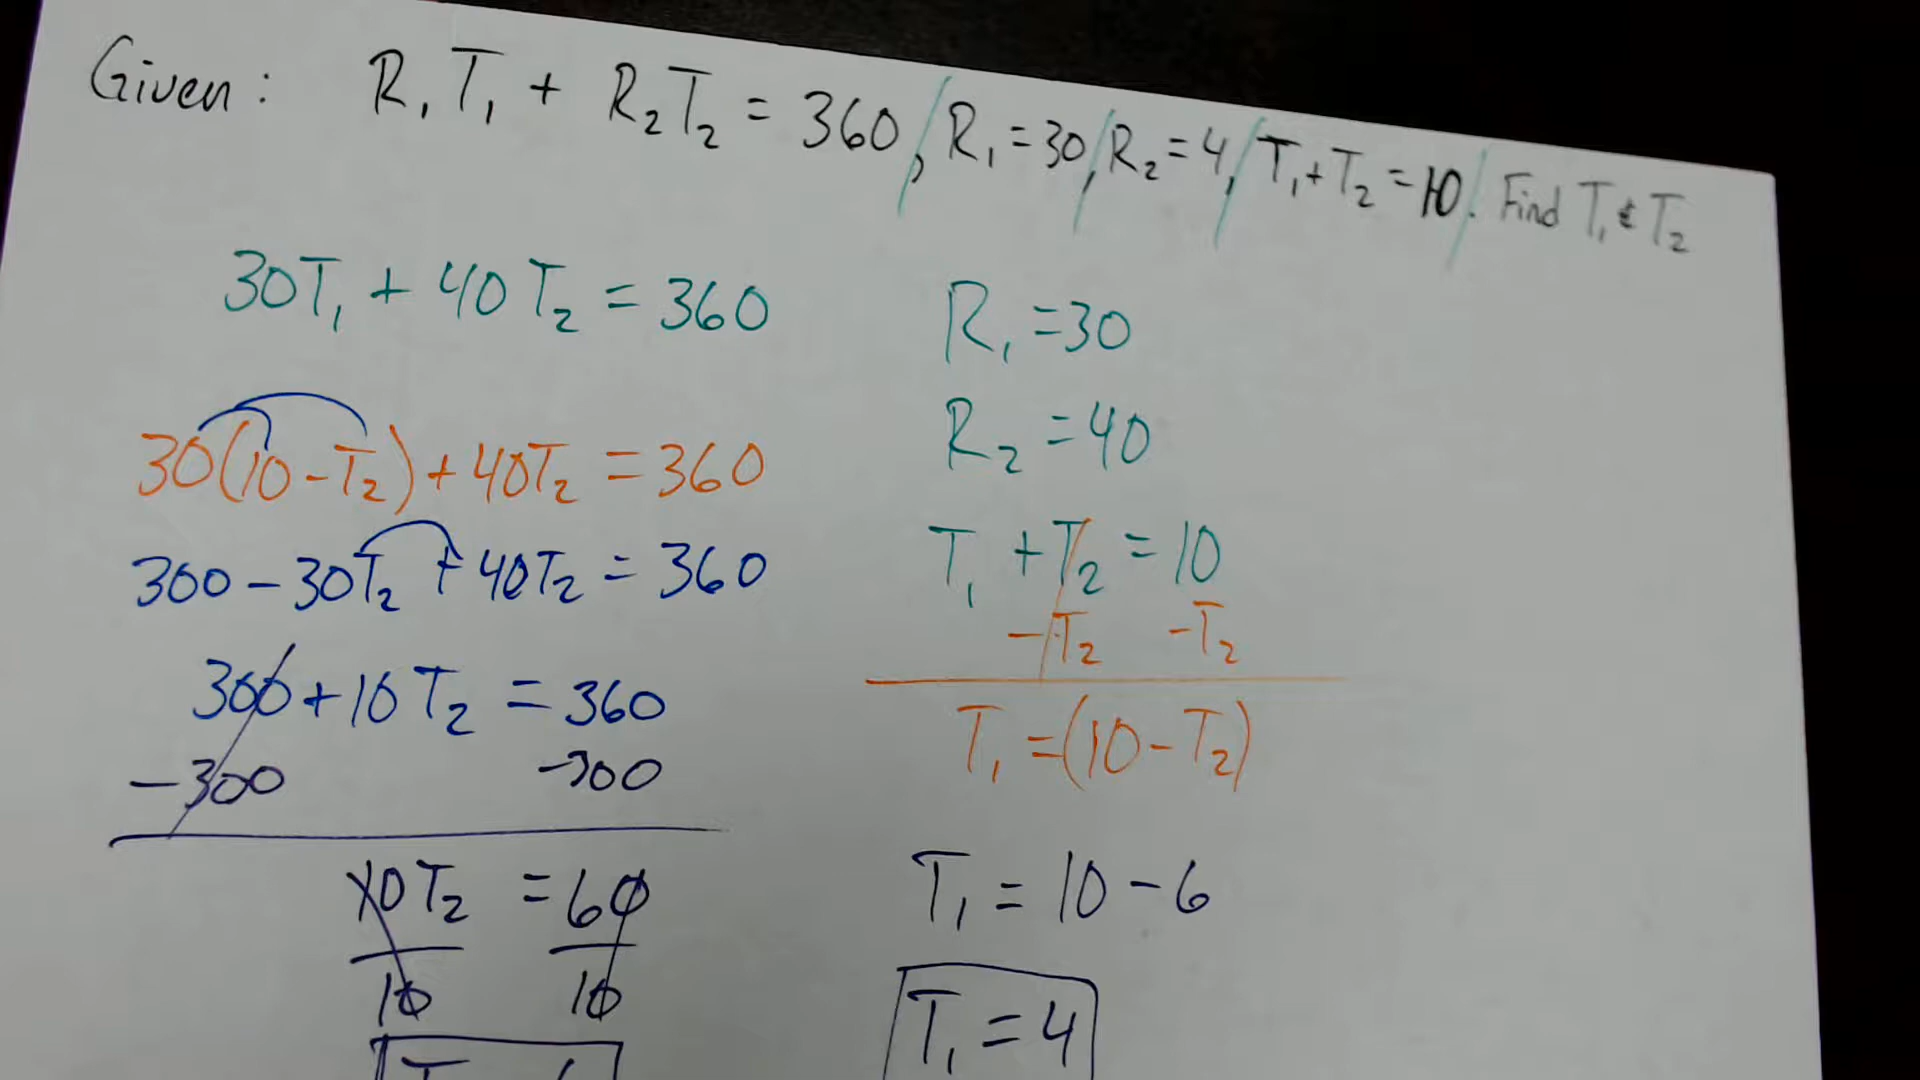 Given: R₁T₁ + R₂T₂ = 360, R₁ = 30, R₂ = 4, T₁+T₂ = 10. Find T₁ & T₂
30T₁ + 40T₂ = 360
30(10-T₂) + 40T₂ = 360
300 - 30T₂ + 40T₂ = 360
300 + 10T₂ = 360
-300 -300
10T₂ = 60
10 10
R₁ = 30
R₂ = 40
T₁ + T₂ = 10
-T₂ -T₂
T₁ = (10-T₂)
T₁ = 10 - 6
T₁ = 4